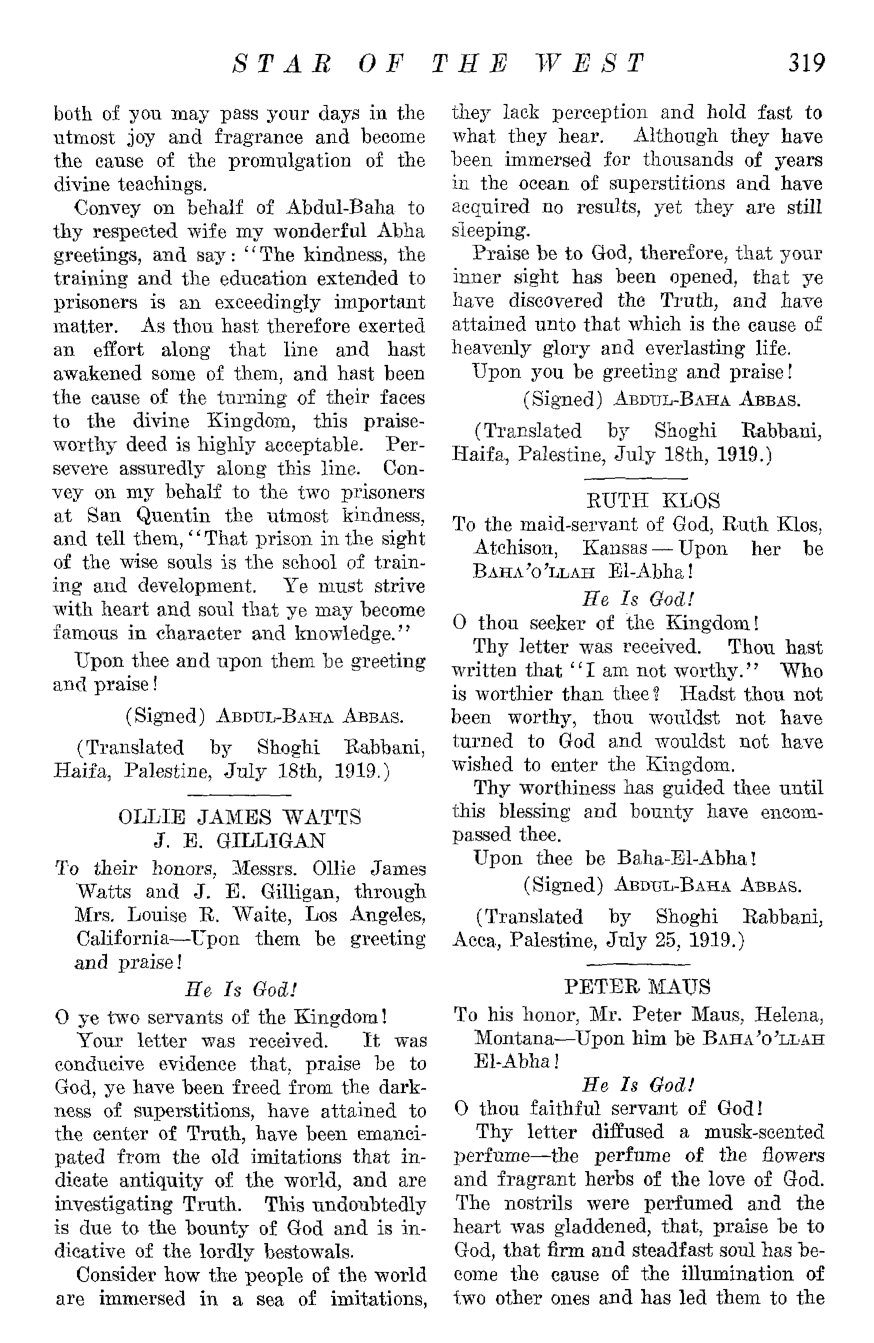 STAR OF THE WEST 319
both of you may pass your days in the
utmost joy and fragrance and become
the cause of the promulgation of the
divine teachings.
Convey on behalf of Abdul-Baha to
thy respected wife my wonderful Abha
greetings, and say: "The kindness, the
training and the education extended to
prisoners is an exceedingly important
matter. As thou hast therefore exerted
an effort along that line and hast
awakened some of them, and hast been
the cause of the turning of their faces
to the divine Kingdom, this praise-
worthy deed is highly acceptable. Per-
severe assuredly along this line. Con-
vey on my behalf to the two prisoners
at San Quentin the utmost kindness,
and tell them, "That prison in the sight
of the wise souls is the school of train-
ing and development. Ye must strive
with heart and soul that ye may become
famous in character and knowledge."
Upon thee and upon them be greeting
and praise!
(Signed) ABDUL-BAHA ABBAS.
(Translated by Shoghi Rabbani,
Haifa, Palestine, July 18th, 1919.)
OLLIE JAMES WATTS
J. E. GILLIGAN
To their honors, Messrs. Ollie James
Watts and J. E. Gilligan, through
Mrs. Louise R. Waite, Los Angeles,
California—Upon them be greeting
and praise!
He Is God!
O ye two servants of the Kingdom!
Your letter was received. It was
conducive evidence that, praise be to
God, ye have been freed from the dark-
ness of superstitions, have attained to
the center of Truth, have been emanci-
pated from the old imitations that in-
dicate antiquity of the world, and are
investigating Truth. This undoubtedly
is due to the bounty of God and is in-
dicative of the lordly bestowals.
Consider how the people of the world
are immersed in a sea of imitations,
they lack perception and hold fast to
what they hear. Although they have
been immersed for thousands of years
in the ocean of superstitions and have
acquired no results, yet they are still
sleeping.
Praise be to God, therefore, that your
inner sight has been opened, that ye
have discovered the Truth, and have
attained unto that which is the cause of
heavenly glory and everlasting life.
Upon you be greeting and praise!
(Signed) ABDUL-BAHA ABBAS.
(Translated by Shoghi Rabbani,
Haifa, Palestine, July 18th, 1919.)
RUTH KLOS
To the maid-servant of God, Ruth Klos,
Atchison, Kansas—Upon her be
BAHA'O'LLAH El-Abha!
He Is God!
O thou seeker of the Kingdom!
Thy letter was received. Thou hast
written that "I am not worthy." Who
is worthier than thee? Hadst thou not
been worthy, thou wouldst not have
turned to God and wouldst not have
wished to enter the Kingdom.
Thy worthiness has guided thee until
this blessing and bounty have encom-
passed thee.
Upon thee be Baha-El-Abha!
(Signed) ABDUL-BAHA ABBAS.
(Translated by Shoghi Rabbani,
Acca, Palestine, July 25, 1919.)
PETER MAUS
To his honor, Mr. Peter Maus, Helena,
Montana—Upon him be BAHA'O'LLAH
El-Abha!
He Is God!
O thou faithful servant of God!
Thy letter diffused a musk-scented
perfume—the perfume of the flowers
and fragrant herbs of the love of God.
The nostrils were perfumed and the
heart was gladdened, that, praise be to
God, that firm and steadfast soul has be-
come the cause of the illumination of
two other ones and has led them to the